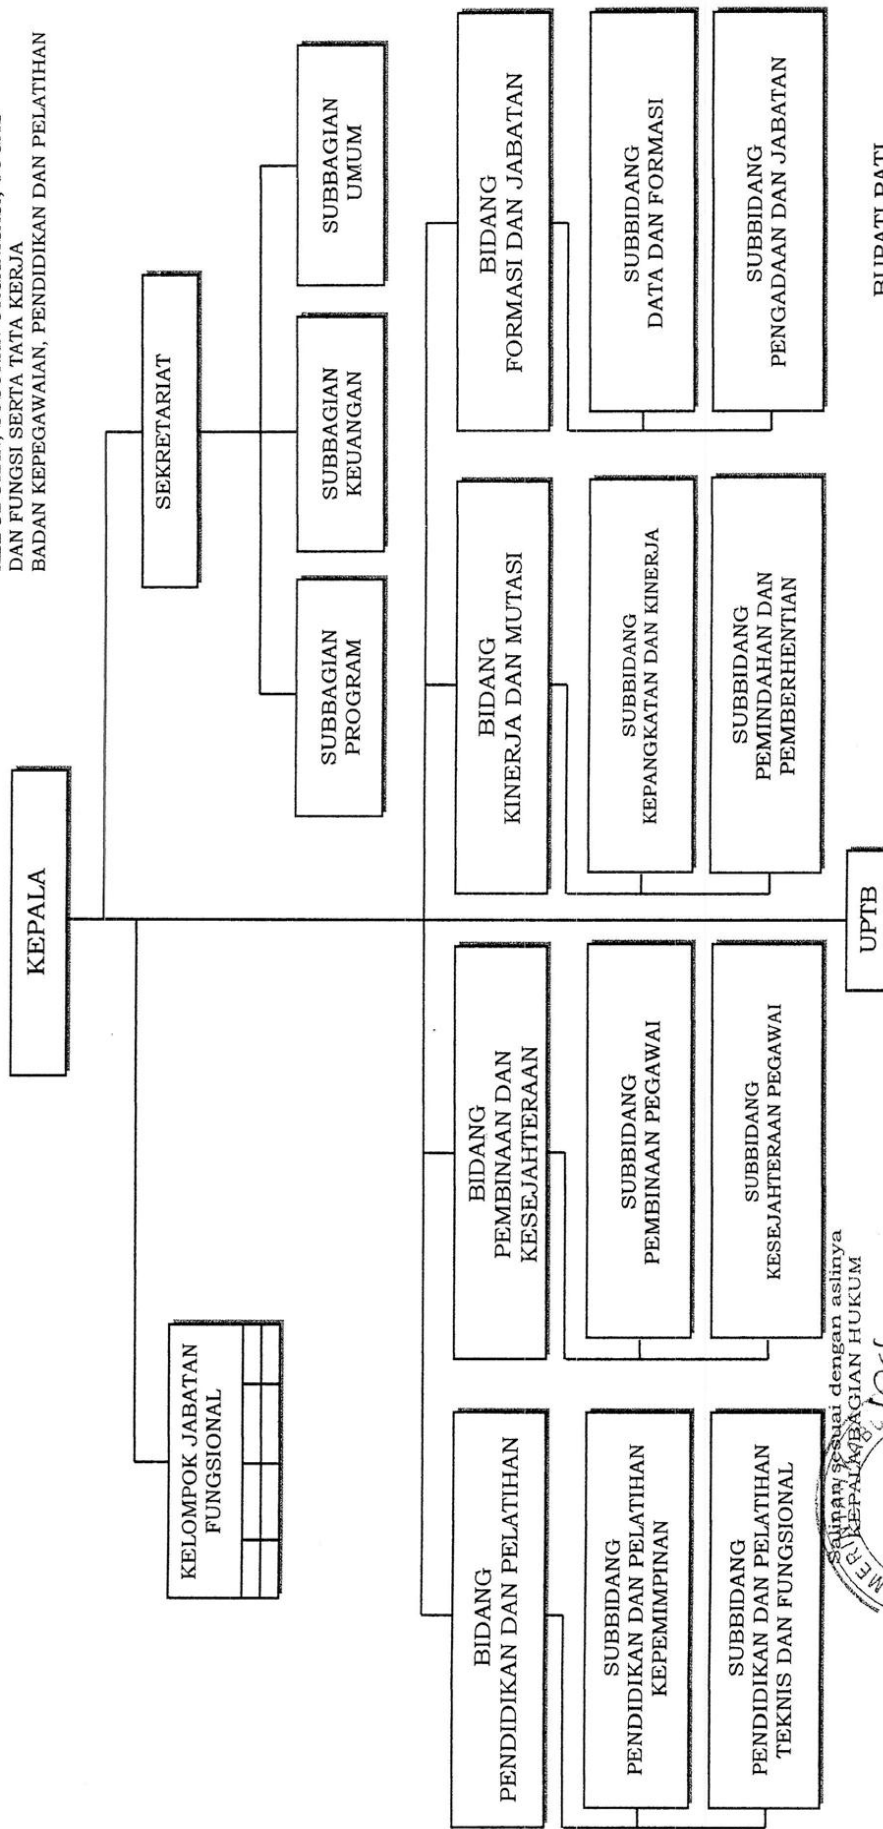 DAN FUNGSI SERTA TATA KERJA
BADAN KEPEGAWAIAN, PENDIDIKAN DAN PELATIHAN
KEPALA
SEKRETARIAT
KELOMPOK JABATAN
FUNGSIONAL
SUBBAGIAN
PROGRAM
SUBBAGIAN
KEUANGAN
SUBBAGIAN
UMUM
BIDANG
PENDIDIKAN DAN PELATIHAN
BIDANG
PEMBINAAN DAN
KESEJAHTERAAN
BIDANG
KINERJA DAN MUTASI
BIDANG
FORMASI DAN JABATAN
SUBBIDANG
PENDIDIKAN DAN PELATIHAN
KEPEMIMPINAN
SUBBIDANG
PEMBINAAN PEGAWAI
SUBBIDANG
KEPANGKATAN DAN KINERJA
SUBBIDANG
DATA DAN FORMASI
SUBBIDANG
PENDIDIKAN DAN PELATIHAN
TEKNIS DAN FUNGSIONAL
SUBBIDANG
KESEJAHTERAAN PEGAWAI
SUBBIDANG
PEMINDAHAN DAN
PEMBERHENTIAN
SUBBIDANG
PENGADAAN DAN JABATAN
UPTB
Salinan sesuai dengan aslinya
KEPALA BAGIAN HUKUM
BUPATI PATI